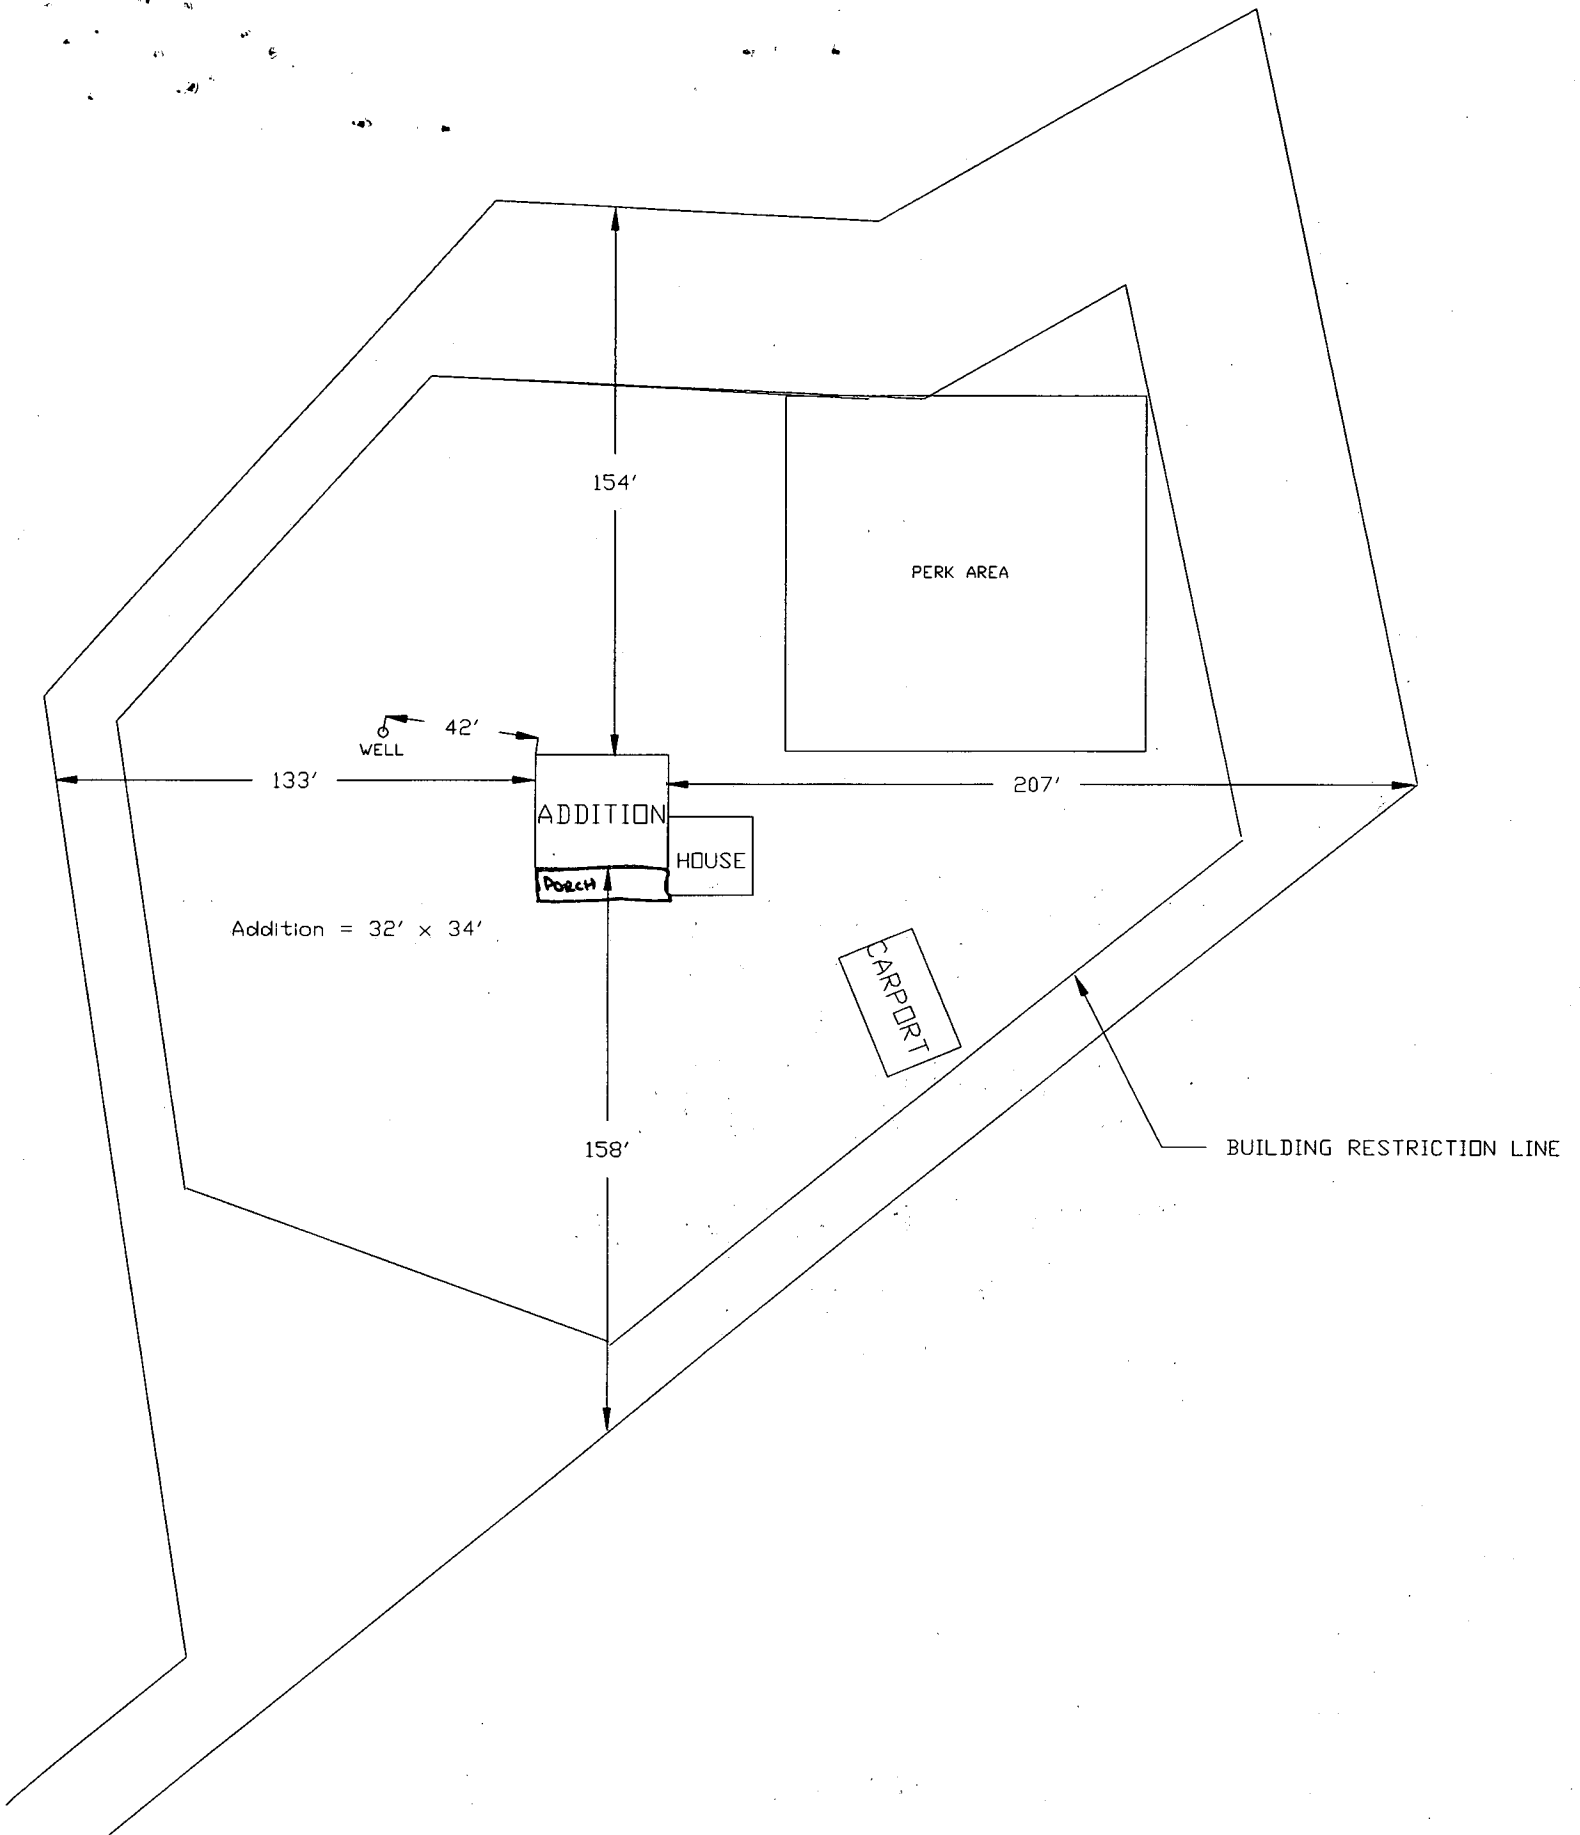 154'
PERK AREA
42'
WELL
133'
207'
ADDITION
HOUSE
PORCH
Addition = 32' x 34'
CARPORT
158'
BUILDING RESTRICTION LINE